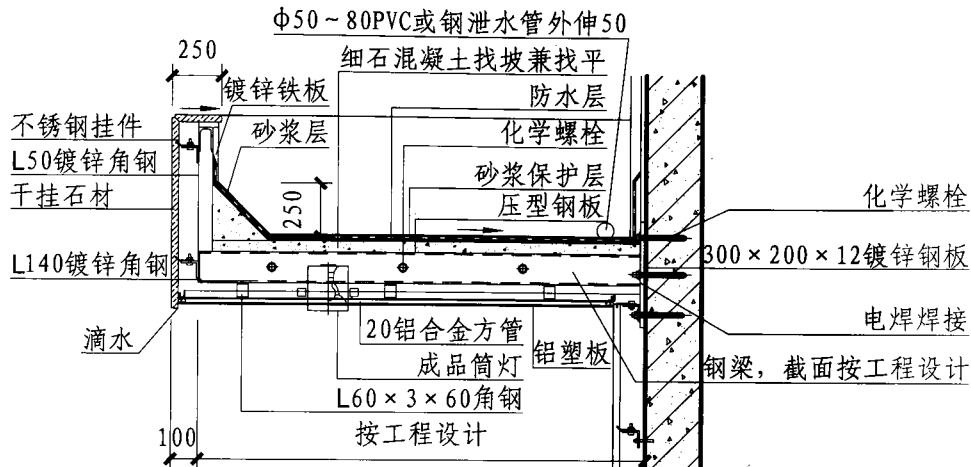 Φ50～80PVC或钢泄水管外伸50
250
细石混凝土找坡兼找平
镀锌铁板
防水层
不锈钢挂件
砂浆层
化学螺栓
L50镀锌角钢
砂浆保护层
干挂石材
250
压型钢板
化学螺栓
L140镀锌角钢
300×200×12镀锌钢板
滴水
20铝合金方管
铝塑板
电焊焊接
成品筒灯
钢梁，截面按工程设计
L60×3×60角钢
100
按工程设计